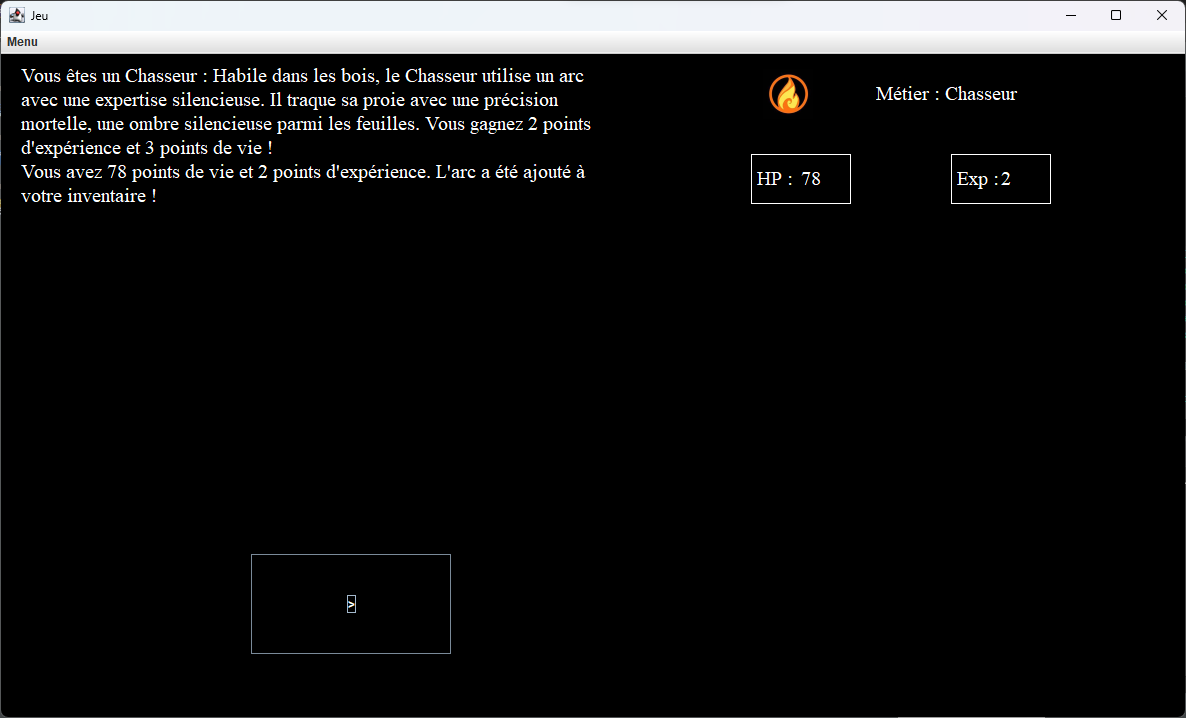 Jeu
Menu
Vous êtes un Chasseur : Habile dans les bois, le Chasseur utilise un arc
avec une expertise silencieuse. Il traque sa proie avec une précision
mortelle, une ombre silencieuse parmi les feuilles. Vous gagnez 2 points
d'expérience et 3 points de vie !
Vous avez 78 points de vie et 2 points d'expérience. L'arc a été ajouté à
votre inventaire !
Métier : Chasseur
HP : 78
Exp :2
>